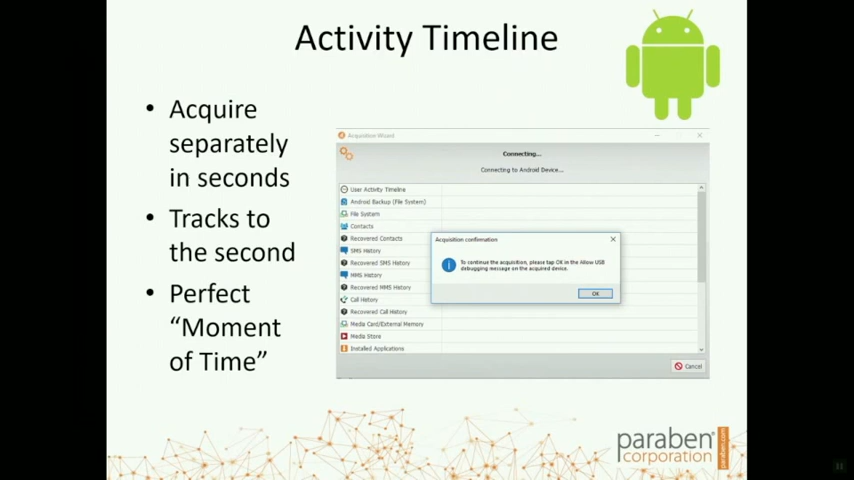 Activity Timeline
• Acquire
separately
in seconds
• Tracks to
the second
• Perfect
“Moment
of Time”
Acquisition Wizard
Connecting...
Connecting to Android Device...
User Activity Timeline
Android Backup (File System)
File System
Contacts
Recovered Contacts
SMS History
Recovered SMS History
MMS History
Recovered MMS History
Call History
Recovered Call History
Media Card/External Memory
Media Store
Installed Applications
Acquisition confirmation
To continue the acquisition, please tap OK in the Allow USB
debugging message on the acquired device.
OK
Cancel
paraben®
corporation
paraben.com